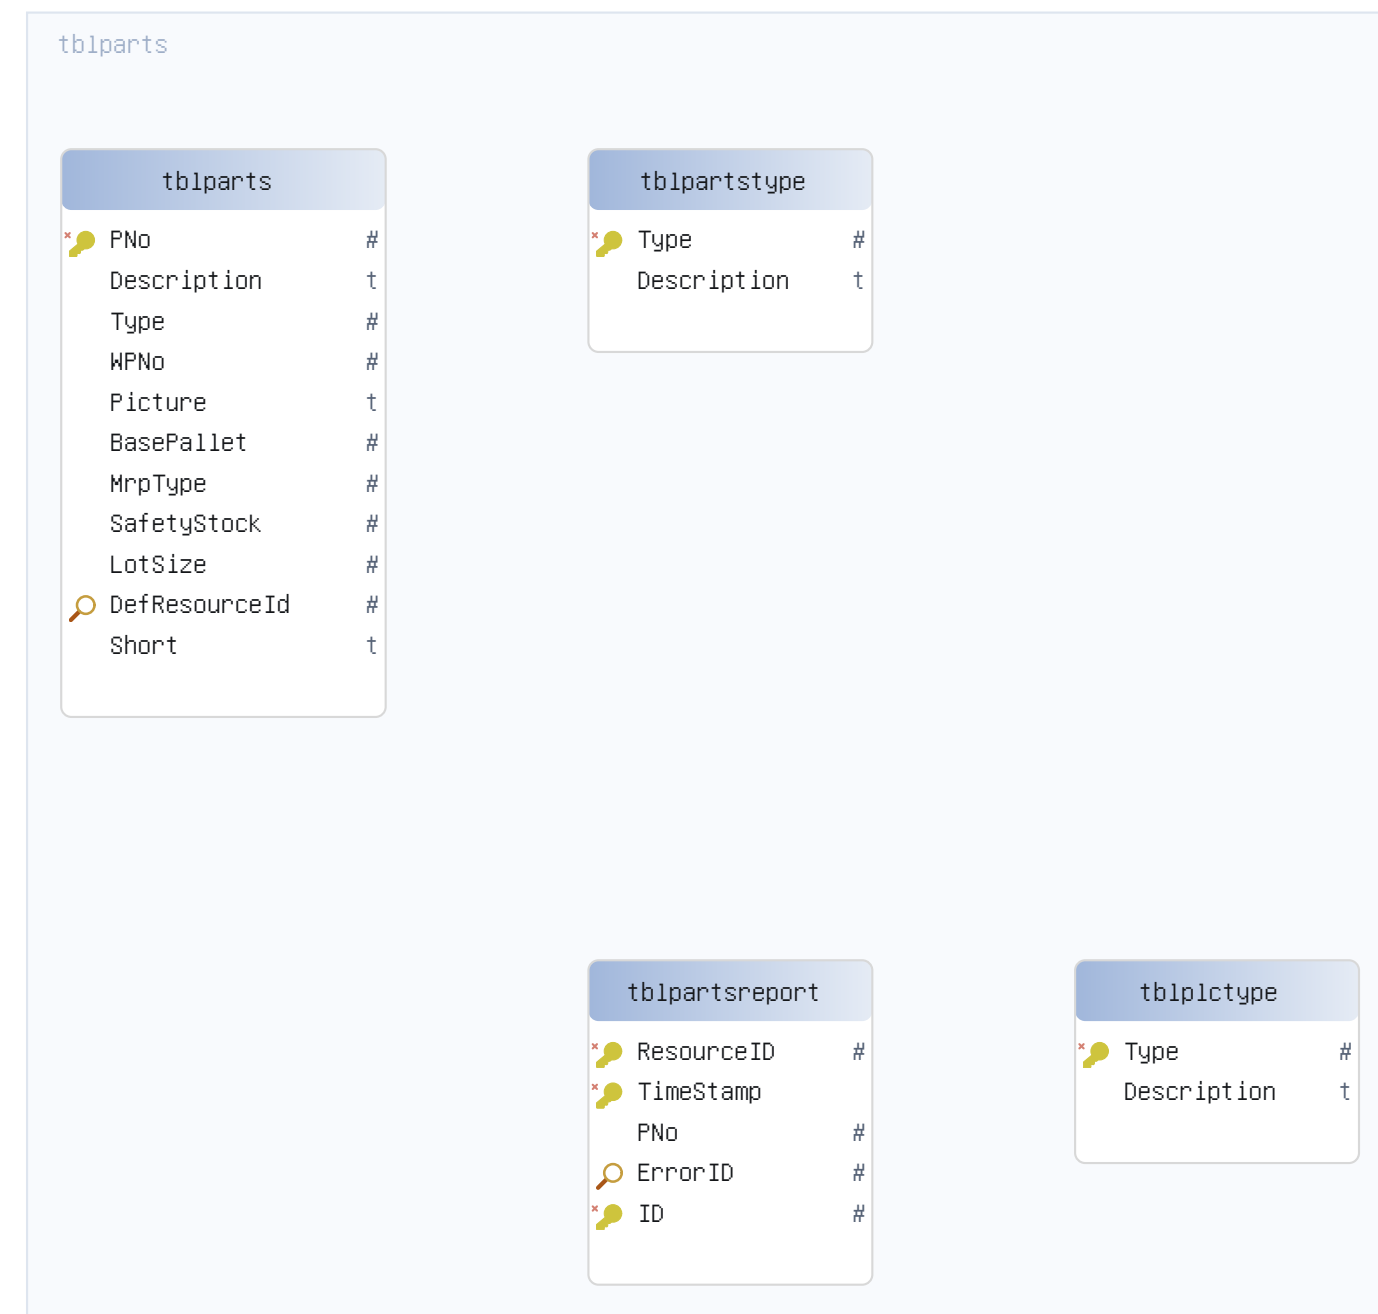 tblparts
tblparts
PNo #
Description t
Type #
WPNo #
Picture t
BasePallet #
MrpType #
SafetyStock #
LotSize #
DefResourceId #
Short t
tblpartstype
Type #
Description t
tblpartsreport
ResourceID #
TimeStamp
PNo #
ErrorID #
ID #
tblplctype
Type #
Description t